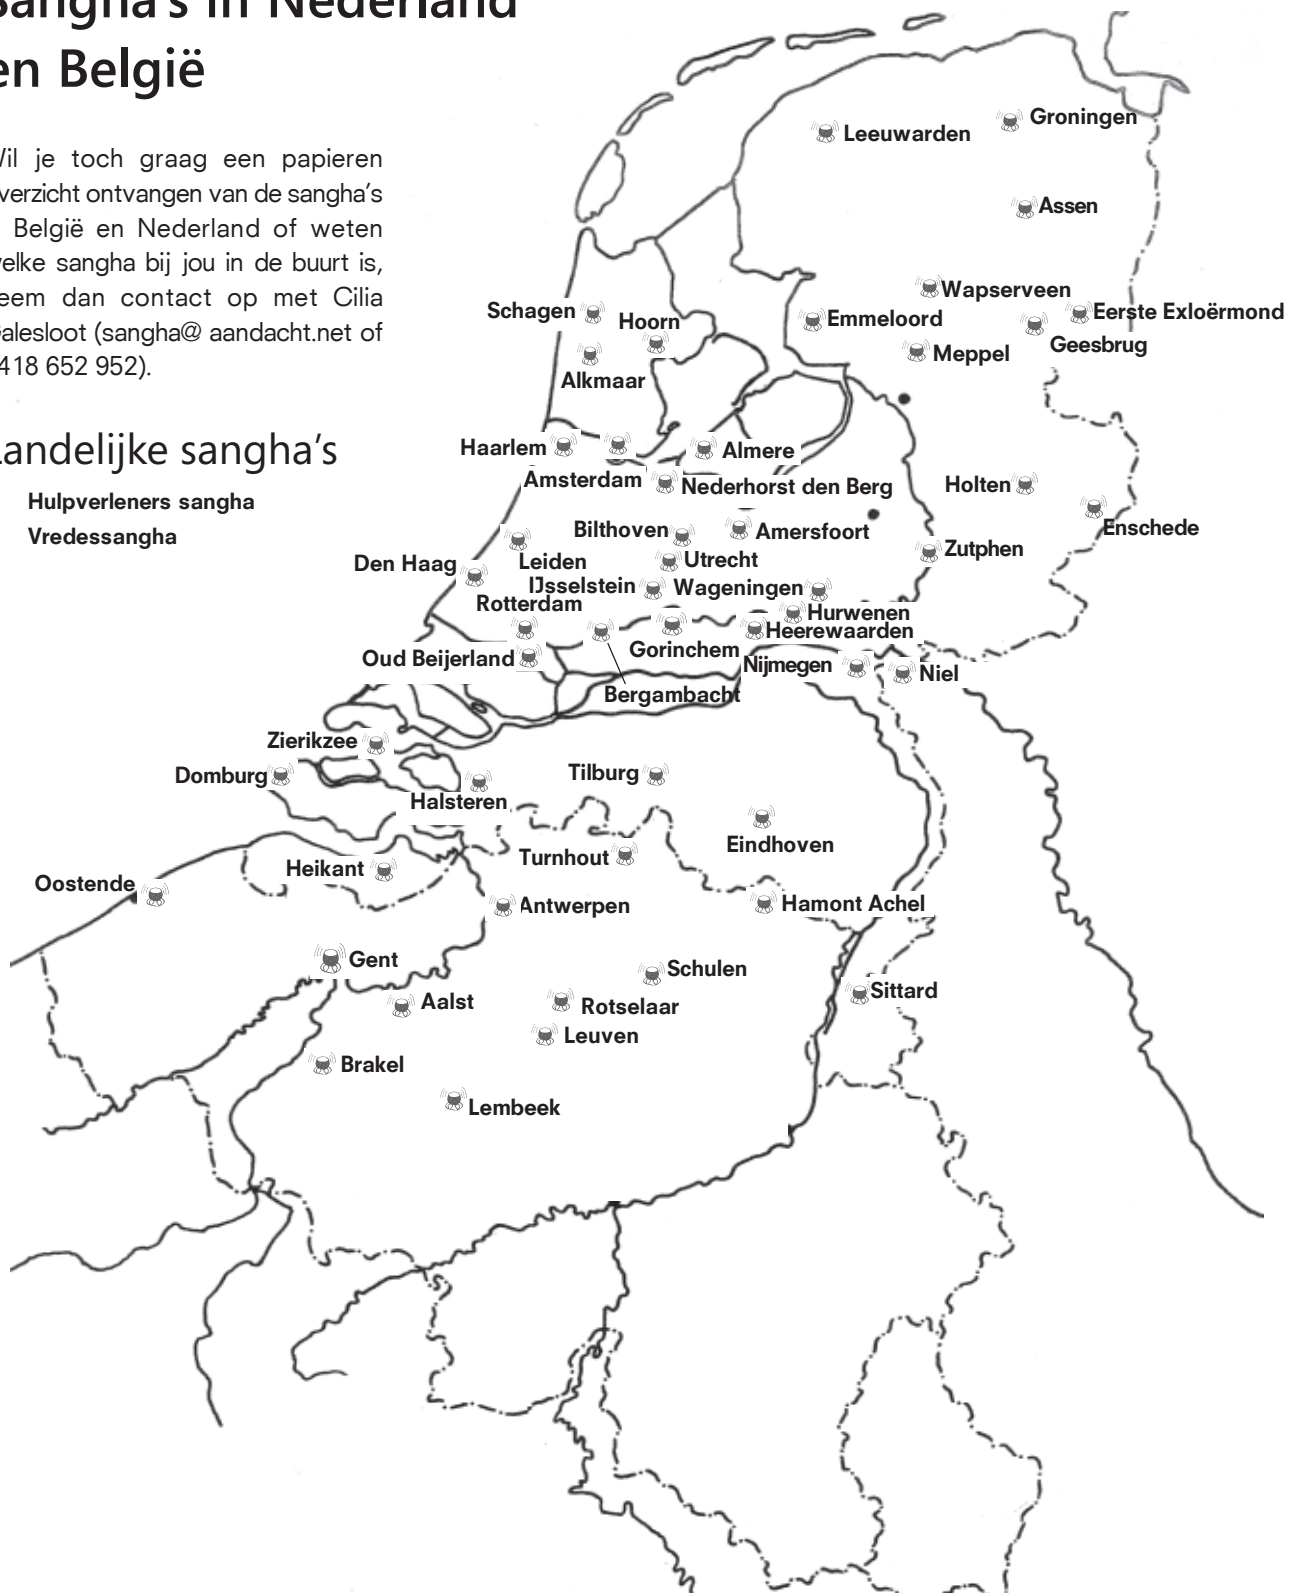 Sangha's in Nederland
en België
Wil je toch graag een papieren
verzicht ontvangen van de sangha's
België en Nederland of weten
welke sangha bij jou in de buurt is,
eem dan contact op met Cilia
Galesloot (sangha@ aandacht.net of
418 652 952).
Landelijke sangha's
Hulpverleners sangha
Vredessangha
Groningen
Leeuwarden
Assen
Wapserveen
Schagen
Hoorn
Emmeloord
Eerste Exloërmond
Geesbrug
Meppel
Alkmaar
Haarlem
Almere
Amsterdam
Nederhorst den Berg
Holten
Enschede
Bilthoven
Amersfoort
Zutphen
Den Haag
Leiden
Utrecht
IJsselstein
Wageningen
Rotterdam
Hurwenen
Heerewaarden
Gorinchem
Oud Beijerland
Nijmegen
Niel
Bergambacht
Zierikzee
Domburg
Tilburg
Halsteren
Eindhoven
Turnhout
Heikant
Oostende
Antwerpen
Hamont Achel
Gent
Schulen
Sittard
Aalst
Rotselaar
Leuven
Brakel
Lembeek